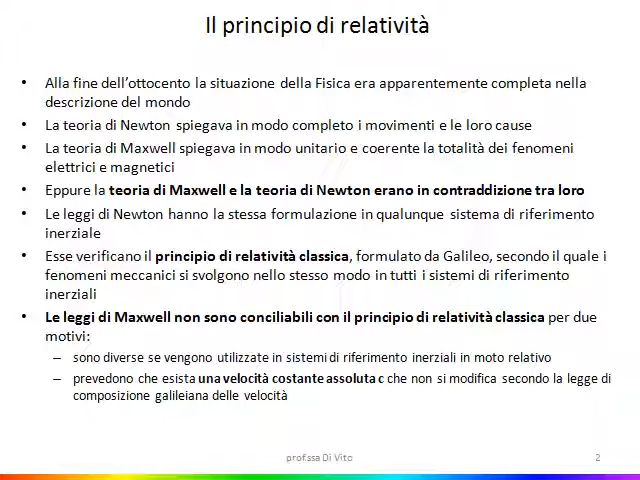 Il principio di relatività
• Alla fine dell'ottocento la situazione della Fisica era apparentemente completa nella
descrizione del mondo
• La teoria di Newton spiegava in modo completo i movimenti e le loro cause
• La teoria di Maxwell spiegava in modo unitario e coerente la totalità dei fenomeni
elettrici e magnetici
• Eppure la teoria di Maxwell e la teoria di Newton erano in contraddizione tra loro
• Le leggi di Newton hanno la stessa formulazione in qualunque sistema di riferimento
inerziale
• Esse verificano il principio di relatività classica, formulato da Galileo, secondo il quale i
fenomeni meccanici si svolgono nello stesso modo in tutti i sistemi di riferimento
inerziali
• Le leggi di Maxwell non sono conciliabili con il principio di relatività classica per due
motivi:
– sono diverse se vengono utilizzate in sistemi di riferimento inerziali in moto relativo
– prevedono che esista una velocità costante assoluta c che non si modifica secondo la legge di
composizione galileiana delle velocità
prof.ssa Di Vito
2